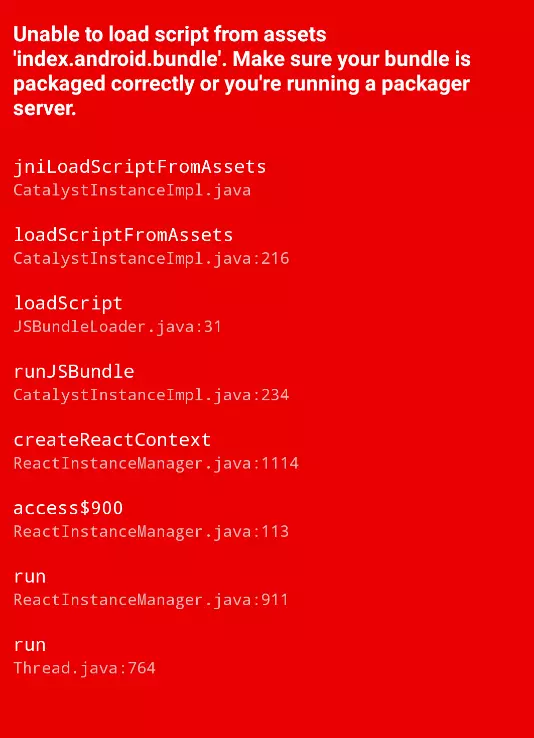 Unable to load script from assets
'index.android.bundle'. Make sure your bundle is
packaged correctly or you're running a packager
server.
jniLoadScriptFromAssets
CatalystInstanceImpl.java
loadScriptFromAssets
CatalystInstanceImpl.java:216
loadScript
JSBundleLoader.java:31
runJSBundle
CatalystInstanceImpl.java:234
createReactContext
ReactInstanceManager.java:1114
access$900
ReactInstanceManager.java:113
run
ReactInstanceManager.java:911
run
Thread.java:764